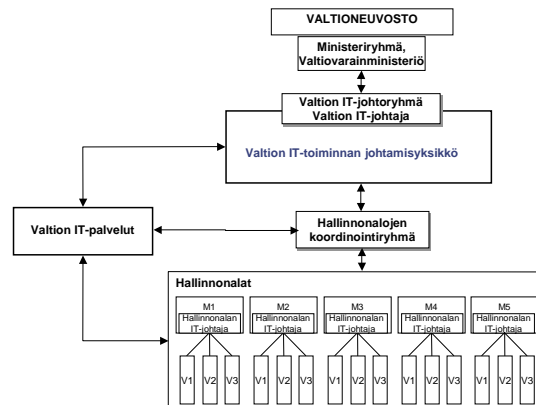 VALTIONEUVOSTO
Ministeriryhmä,
Valtiovarainministeriö
Valtion IT-johtoryhmä
Valtion IT-johtaja
Valtion IT-toiminnan johtamisyksikkö
Valtion IT-palvelut
Hallinnonalojen
koordinointiryhmä
Hallinnonalat
M1
Hallinnonalan
IT-johtaja
M2
Hallinnonalan
IT-johtaja
M3
Hallinnonalan
IT-johtaja
M4
Hallinnonalan
IT-johtaja
M5
Hallinnonalan
IT-johtaja
V1 V2 V3 V1 V2 V3 V1 V2 V3 V1 V2 V3 V1 V2 V3